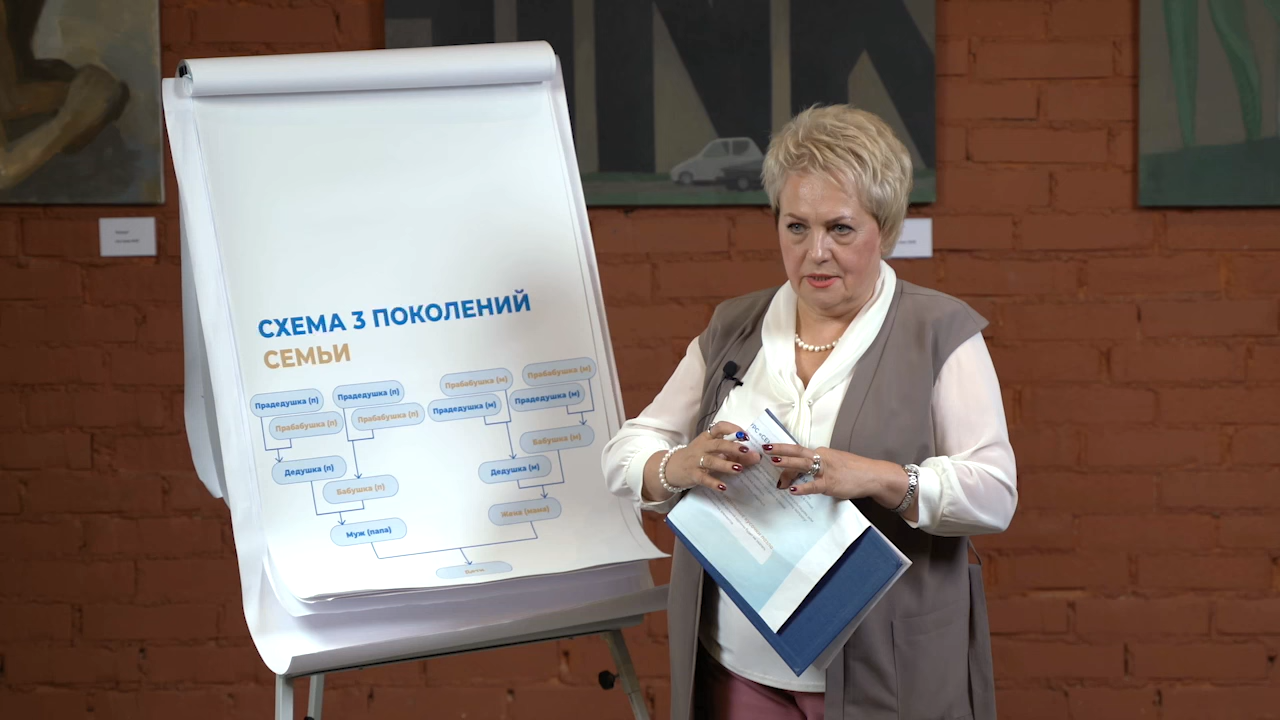 INK
СХЕМА 3 ПОКОЛЕНИЙ
СЕМЬИ
Прадедушка (п)
Прабабушка (п)
Прадедушка (п)
Прабабушка (п)
Прабабушка (м)
Прадедушка (м)
Прабабушка (м)
Прадедушка (м)
Дедушка (п)
Бабушка (п)
Бабушка (м)
Дедушка (м)
Муж (папа)
Жена (мама)